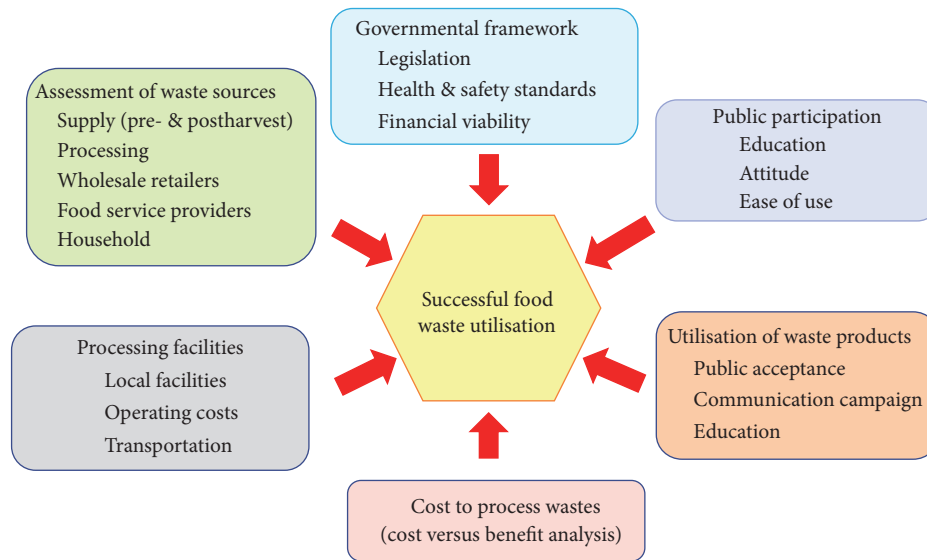 Governmental framework
Legislation
Health & safety standards
Financial viability
Assessment of waste sources
Supply (pre- & postharvest)
Processing
Wholesale retailers
Food service providers
Household
Public participation
Education
Attitude
Ease of use
Successful food
waste utilisation
Processing facilities
Local facilities
Operating costs
Transportation
Utilisation of waste products
Public acceptance
Communication campaign
Education
Cost to process wastes
(cost versus benefit analysis)